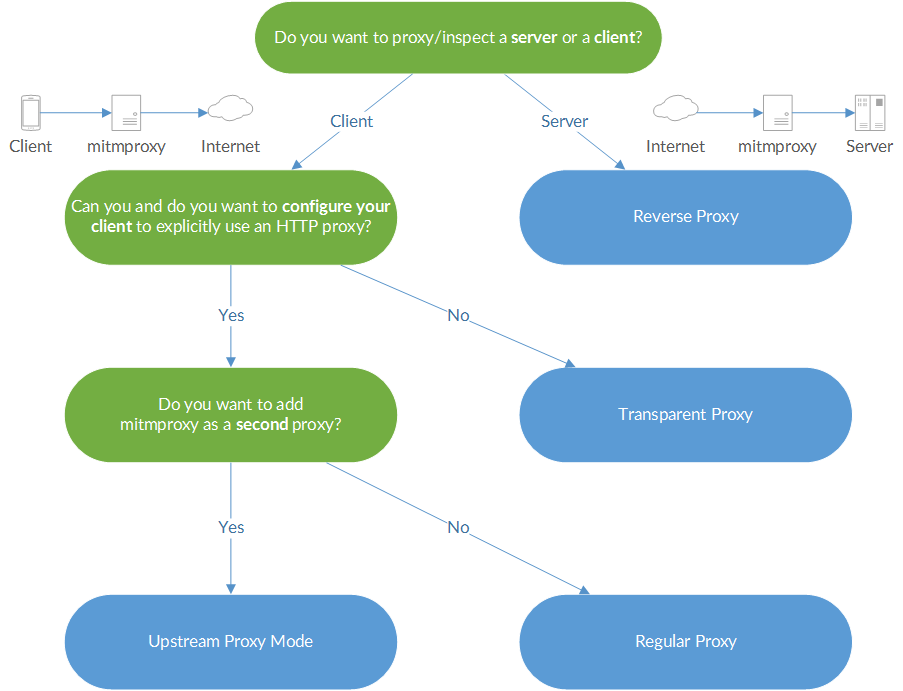 Do you want to proxy/inspect a server or a client?
Client
Server
Client
mitmproxy
Internet
Internet
mitmproxy
Server
Can you and do you want to configure your
client to explicitly use an HTTP proxy?
Reverse Proxy
Yes
No
Do you want to add
mitmproxy as a second proxy?
Transparent Proxy
Yes
No
Upstream Proxy Mode
Regular Proxy